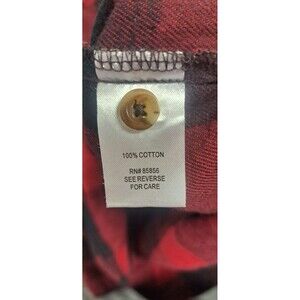 100% COTTON
RN# 85856
SEE REVERSE
FOR CARE